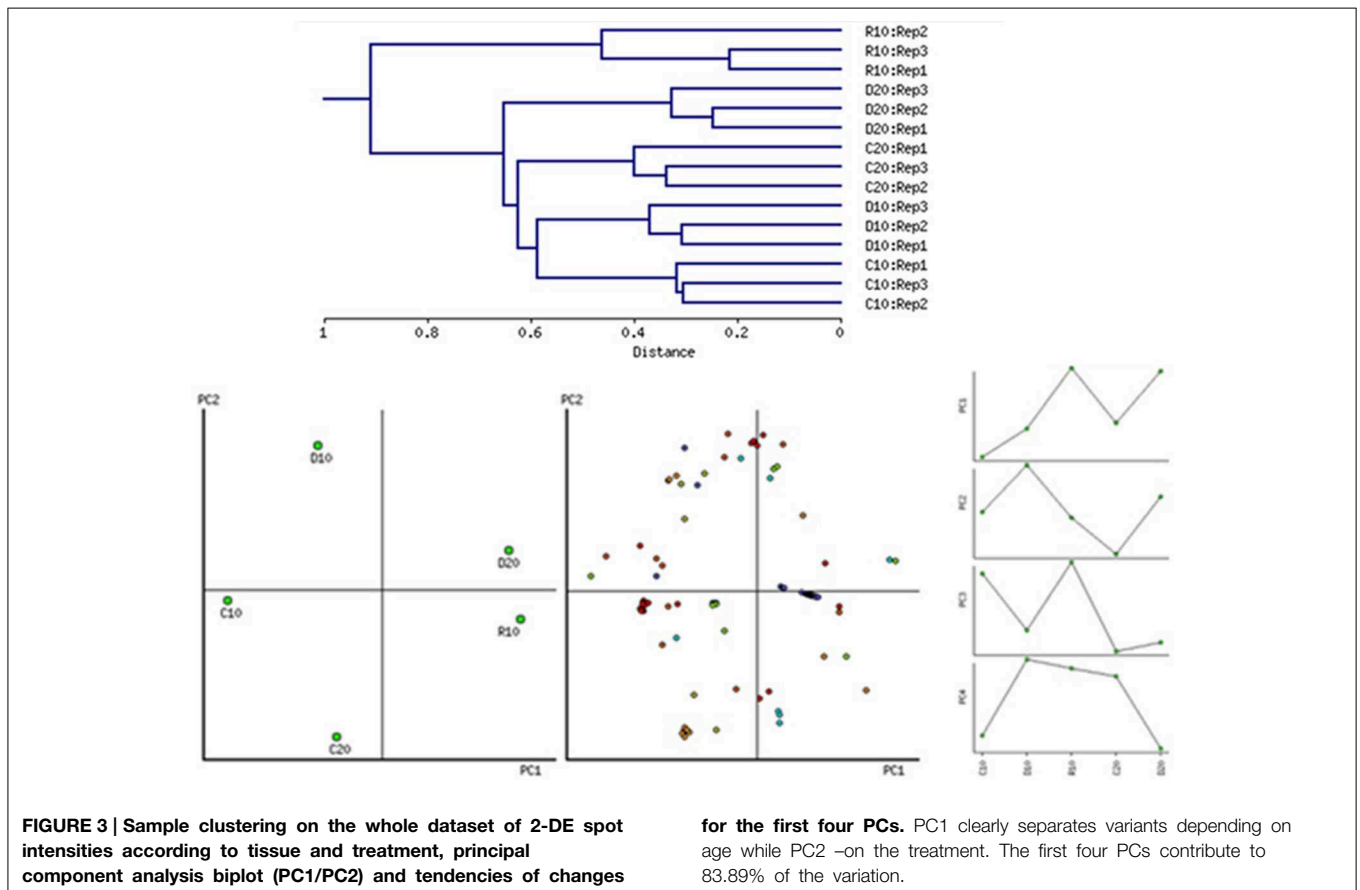 R10:Rep2
R10:Rep3
R10:Rep1
D20:Rep3
D20:Rep2
D20:Rep1
C20:Rep1
C20:Rep3
C20:Rep2
D10:Rep3
D10:Rep2
D10:Rep1
C10:Rep1
C10:Rep3
C10:Rep2
1 0.8 0.6 0.4 0.2 0
Distance
PC2
D10
D20
C10
R10
C20
PC1
PC2
PC1
PC1
PC2
PC3
PC4
C10 D10 R10 C20 D20
FIGURE 3 | Sample clustering on the whole dataset of 2-DE spot
intensities according to tissue and treatment, principal
component analysis biplot (PC1/PC2) and tendencies of changes
for the first four PCs. PC1 clearly separates variants depending on
age while PC2 –on the treatment. The first four PCs contribute to
83.89% of the variation.